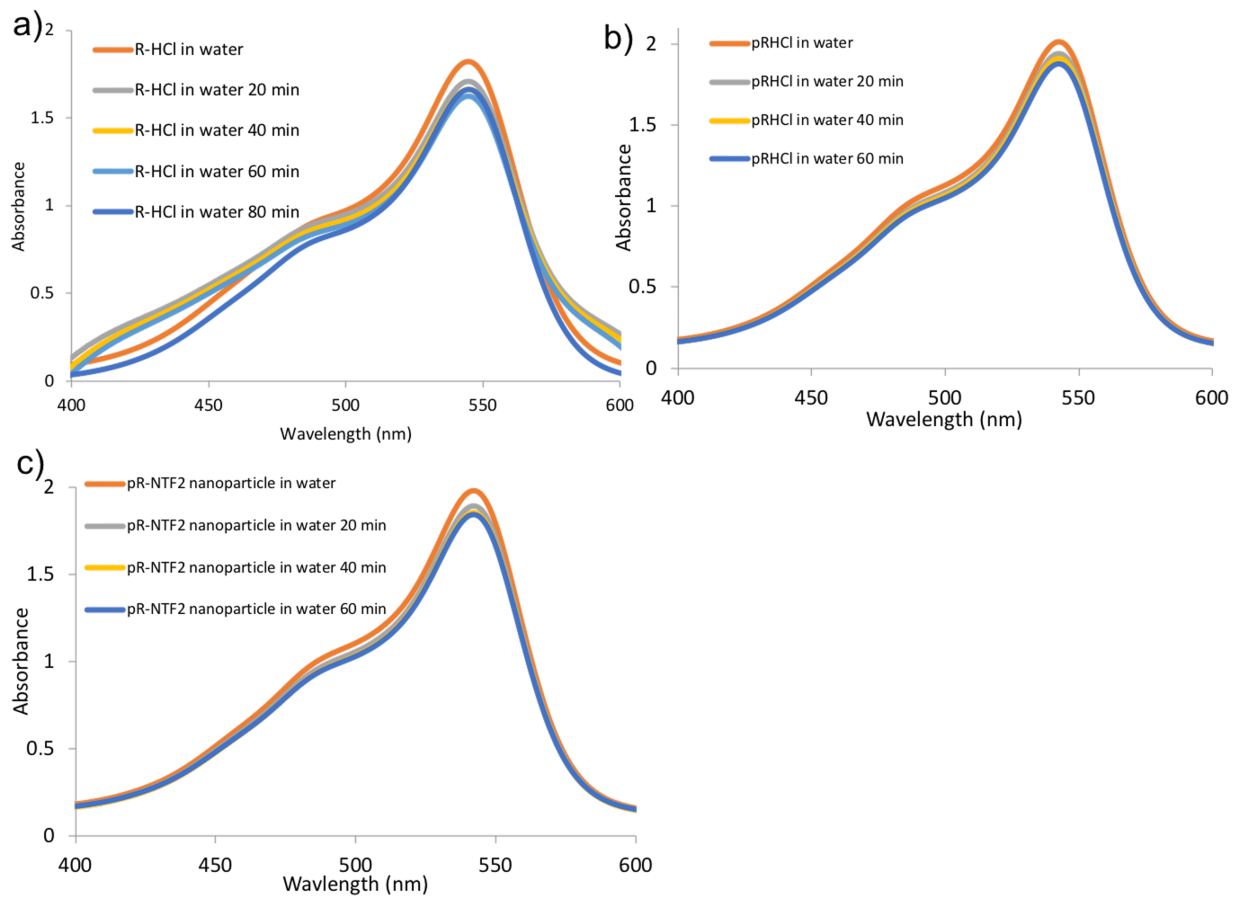 a)
2
R-HCl in water
R-HCl in water 20 min
1.5
R-HCl in water 40 min
R-HCl in water 60 min
1
R-HCl in water 80 min
0.5
0
400 450 500 550 600
Absorbance
Wavelength (nm)
b)
2
pRHCl in water
pRHCl in water 20 min
1.5
pRHCl in water 40 min
pRHCl in water 60 min
1
0.5
0
400 450 500 550 600
Absorbance
Wavelength (nm)
c)
2
pR-NTF2 nanoparticle in water
pR-NTF2 nanoparticle in water 20 min
1.5
pR-NTF2 nanoparticle in water 40 min
pR-NTF2 nanoparticle in water 60 min
1
0.5
0
400 450 500 550 600
Absorbance
Wavlength (nm)